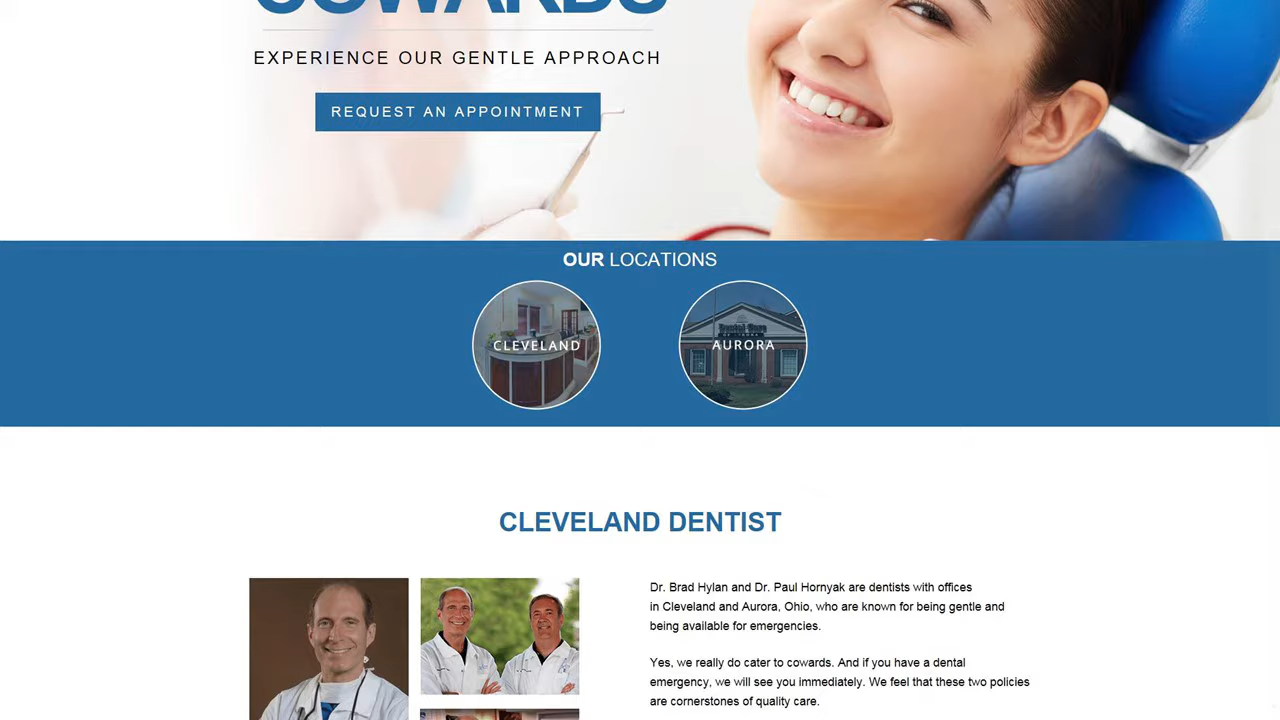 COWARDS
EXPERIENCE OUR GENTLE APPROACH
REQUEST AN APPOINTMENT
OUR LOCATIONS
Dental Care
CLEVELAND
AURORA
CLEVELAND DENTIST
Dr. Brad Hylan and Dr. Paul Hornyak are dentists with offices
in Cleveland and Aurora, Ohio, who are known for being gentle and
being available for emergencies.
Yes, we really do cater to cowards. And if you have a dental
emergency, we will see you immediately. We feel that these two policies
are cornerstones of quality care.